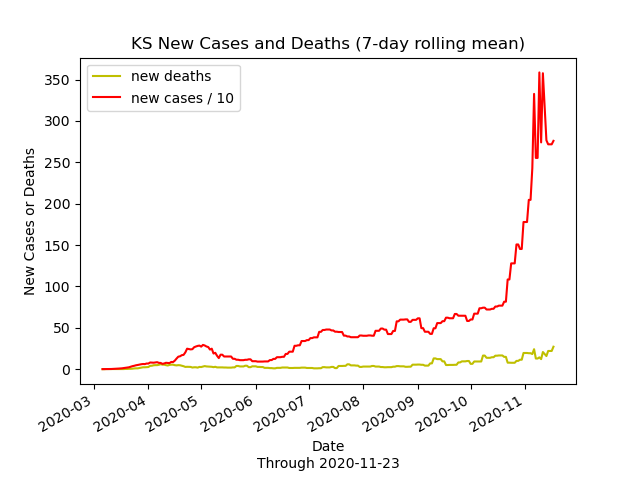 KS New Cases and Deaths (7-day rolling mean)
new deaths
new cases / 10
New Cases or Deaths
350
300
250
200
150
100
50
0
2020-03
2020-04
2020-05
2020-06
2020-07
2020-08
2020-09
2020-10
2020-11
Date
Through 2020-11-23